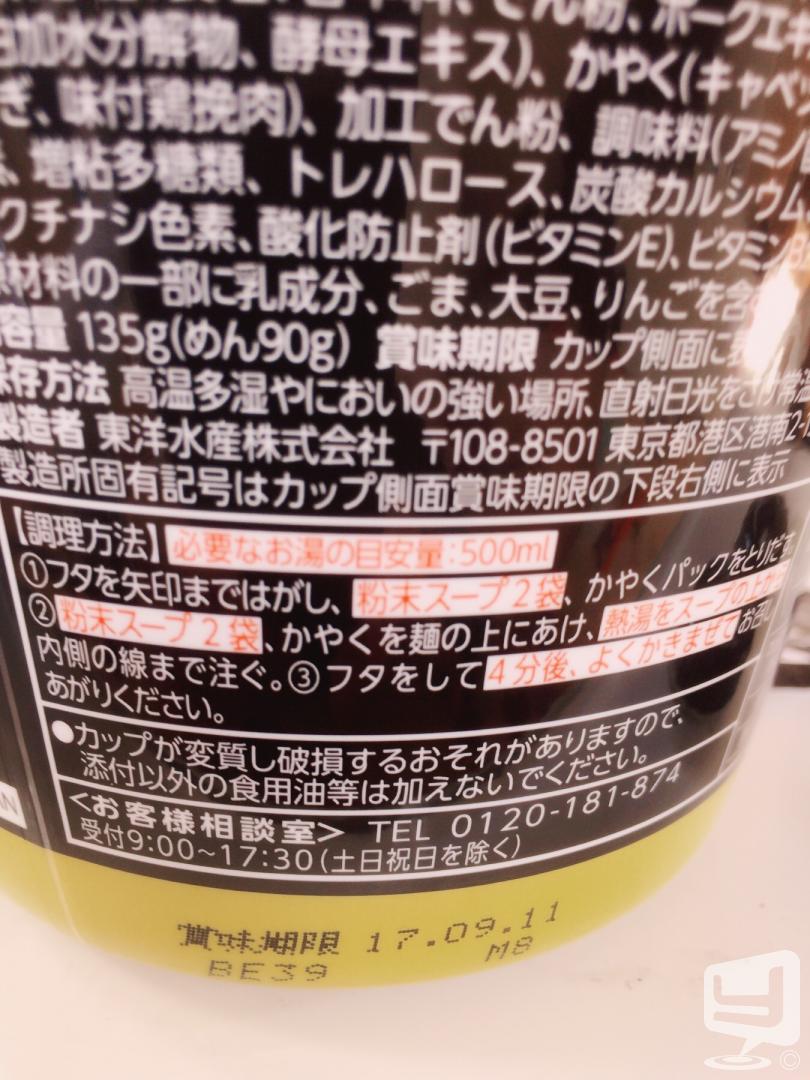 加水分解物、酵母エキス)、かやく(キャベ
ぎ、味付鶏挽肉)、加工でん粉、調味料(アミノ
増粘多糖類、トレハロース、炭酸カルシウム
クチナシ色素、酸化防止剤(ビタミンE)、ビタミン
原材料の一部に乳成分、ごま、大豆、りんごを含
容量 135g(めん90g) 賞味期限 カップ側面に
保存方法 高温多湿やにおいの強い場所、直射日光をさけ常温
製造者 東洋水産株式会社 〒108-8501 東京都港区港南2-
製造所固有記号はカップ側面賞味期限の下段右側に表示
【調理方法】必要なお湯の目安量:500ml
①フタを矢印まではがし、粉末スープ2袋、かやくパックをとりだす。
②粉末スープ2袋、かやくを麺の上にあけ、熱湯をスープの上から
内側の線まで注ぐ。③フタをして4分後、よくかきまぜてお召し
あがりください。
●カップが変質し破損するおそれがありますので、
添付以外の食用油等は加えないでください。
<お客様相談室> TEL 0120-181-874
受付9:00~17:30(土日祝日を除く)
賞味期限 17.09.11
BE39 M8